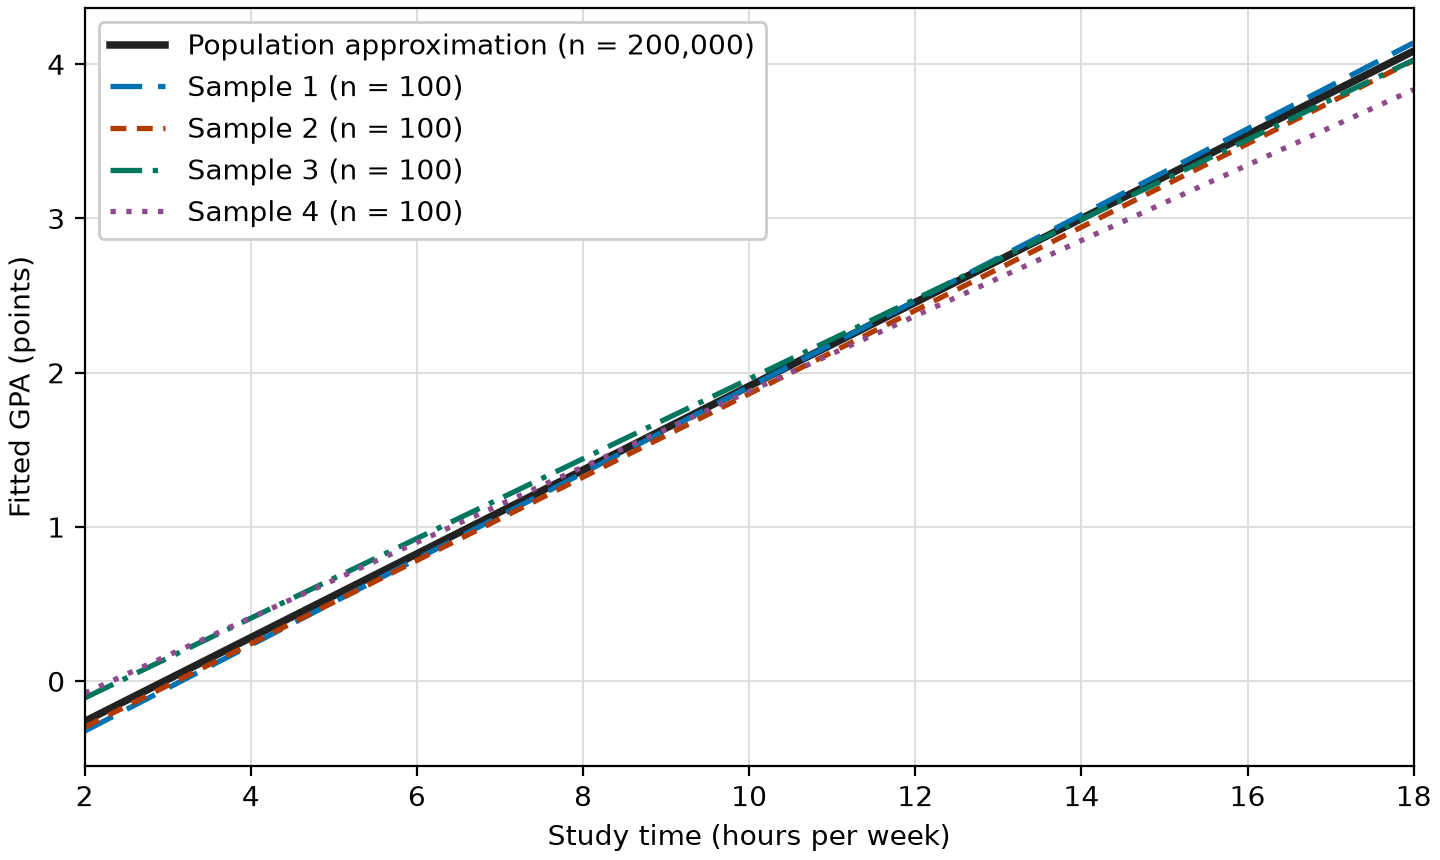 Population approximation (n = 200,000)
Sample 1 (n = 100)
Sample 2 (n = 100)
Sample 3 (n = 100)
Sample 4 (n = 100)
Fitted GPA (points)
4
3
2
1
0
2 4 6 8 10 12 14 16 18
Study time (hours per week)